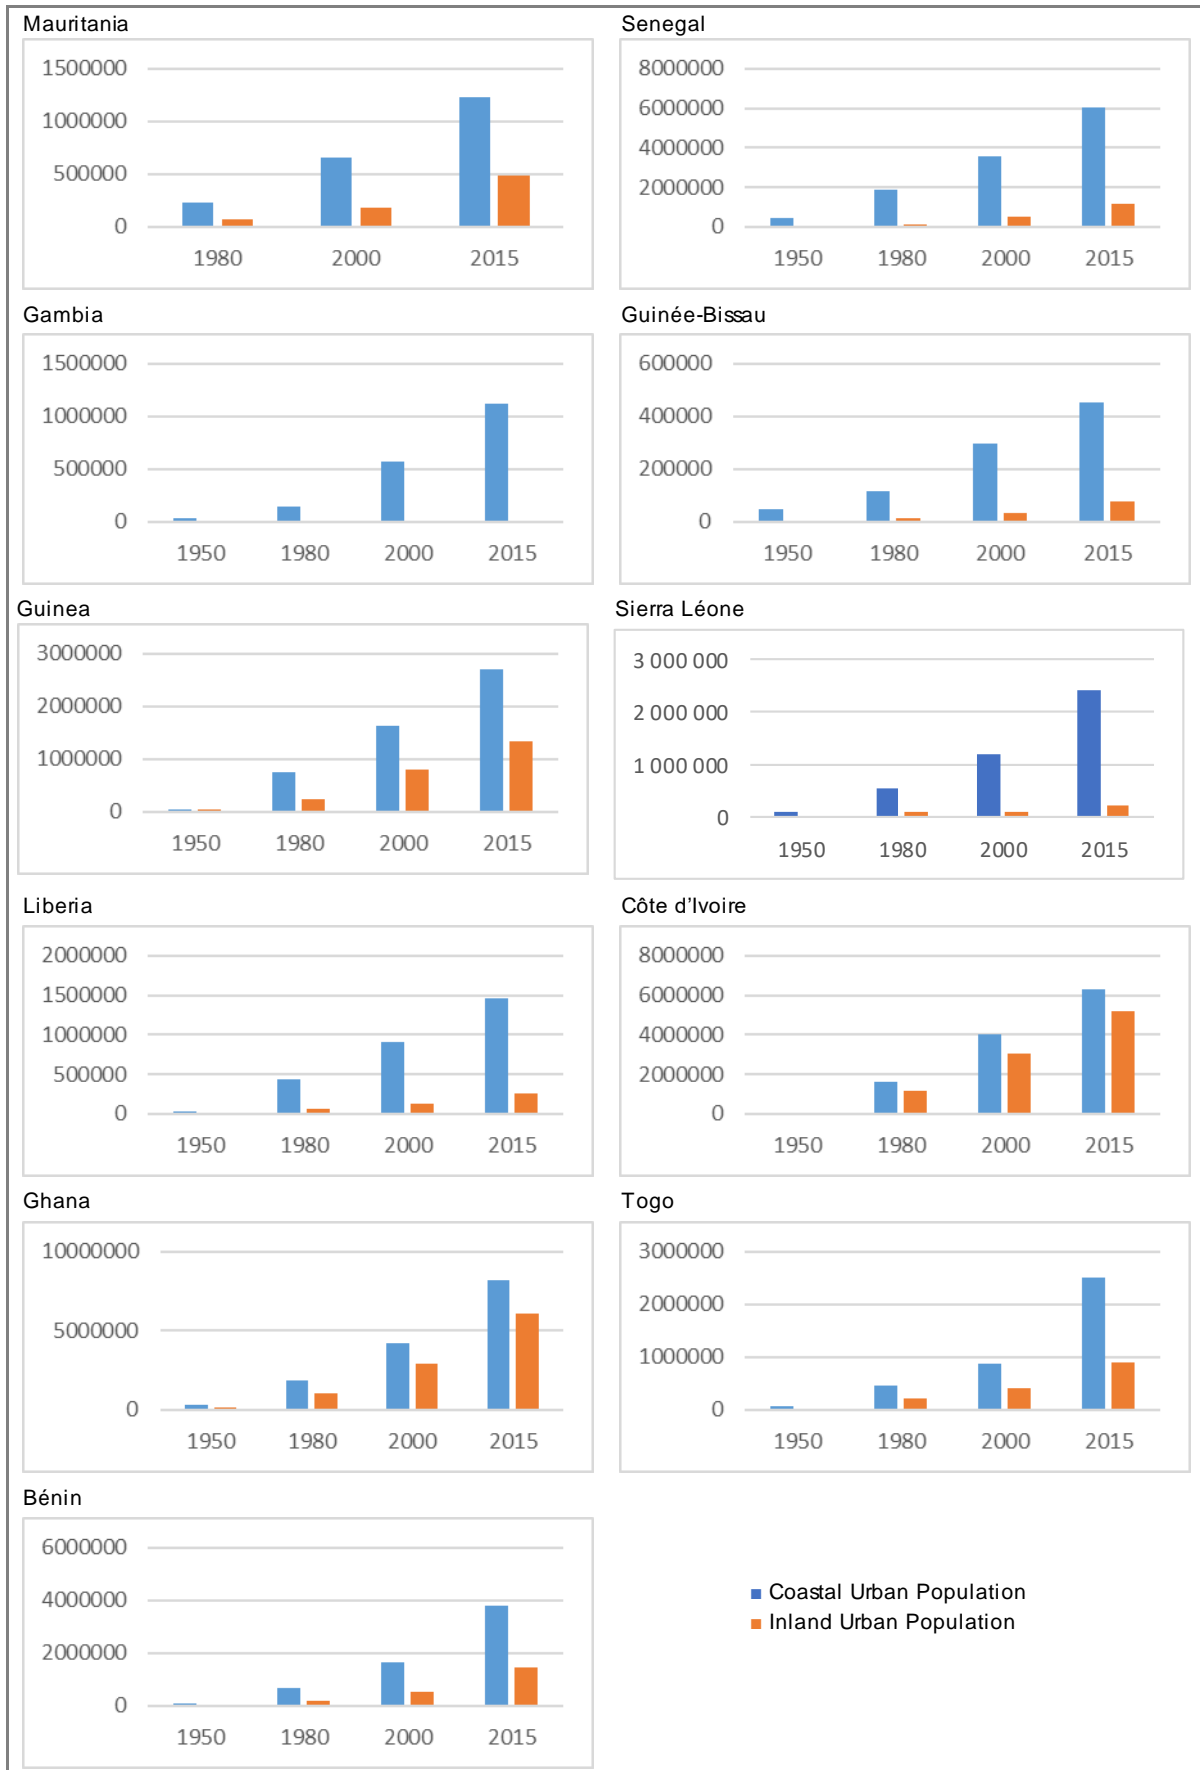 Mauritania
1500000
1000000
500000
0
1980 2000 2015
Senegal
8000000
6000000
4000000
2000000
0
1950 1980 2000 2015
Gambia
1500000
1000000
500000
0
1950 1980 2000 2015
Guinée-Bissau
600000
400000
200000
0
1950 1980 2000 2015
Guinea
3000000
2000000
1000000
0
1950 1980 2000 2015
Sierra Léone
3 000 000
2 000 000
1 000 000
0
1950 1980 2000 2015
Liberia
2000000
1500000
1000000
500000
0
1950 1980 2000 2015
Côte d'Ivoire
8000000
6000000
4000000
2000000
0
1950 1980 2000 2015
Ghana
10000000
5000000
0
1950 1980 2000 2015
Togo
3000000
2000000
1000000
0
1950 1980 2000 2015
Bénin
6000000
4000000
2000000
0
1950 1980 2000 2015
Coastal Urban Population
Inland Urban Population